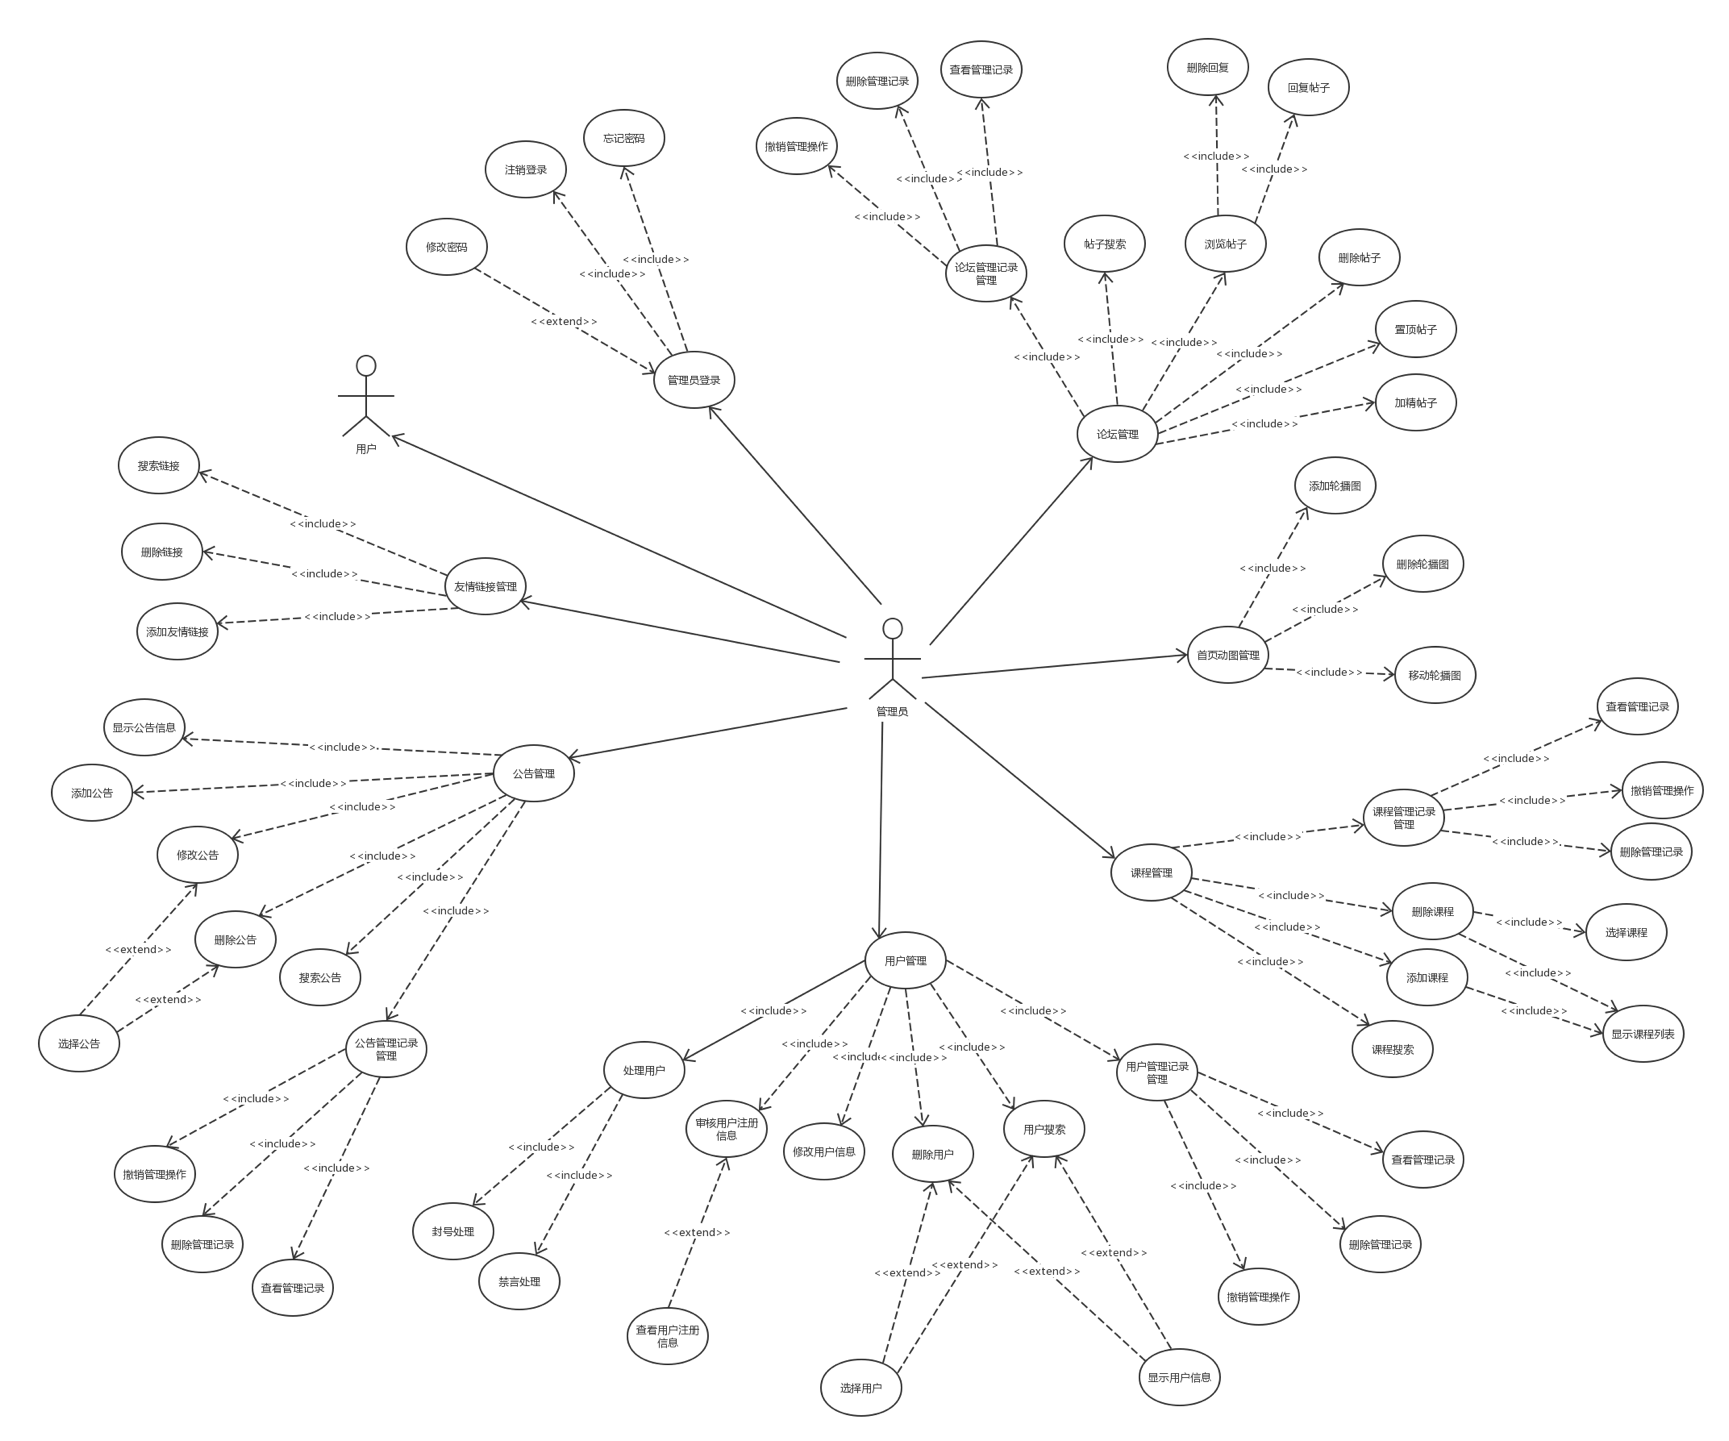 删除回复
查看管理记录
删除管理记录
回复帖子
忘记密码
撤销管理操作
<<include>>
注销登录
<<include>>
<<include>>
<<include>>
<<include>>
帖子搜索
浏览帖子
修改密码
删除帖子
<<include>>
<<include>>
论坛管理记录
管理
<<extend>>
置顶帖子
<<include>>
<<include>>
<<include>>
<<include>>
管理员登录
<<include>>
加精帖子
<<include>>
论坛管理
用户
搜索链接
添加轮播图
<<include>>
删除链接
删除轮播图
<<include>>
<<include>>
友情链接管理
<<include>>
<<include>>
添加友情链接
首页动图管理
<<include>>
移动轮播图
查看管理记录
管理员
显示公告信息
<<include>>
<<include>>
公告管理
<<include>>
添加公告
撤销管理操作
<<include>>
<<include>>
课程管理记录
管理
<<include>>
<<include>>
删除管理记录
修改公告
<<include>>
课程管理
<<include>>
<<include>>
<<include>>
删除课程
<<include>>
<<include>>
选择课程
删除公告
<<extend>>
用户管理
<<include>>
<<include>>
搜索公告
添加课程
<<extend>>
<<include>>
<<include>>
<<include>>
显示课程列表
选择公告
公告管理记录
管理
<<include>>
<<include>>
<<include>>
<<include>>
课程搜索
处理用户
用户管理记录
管理
<<include>>
<<include>>
审核用户注册
信息
用户搜索
<<include>>
<<include>>
修改用户信息
删除用户
<<include>>
查看管理记录
<<include>>
撤销管理操作
<<include>>
<<include>>
封号处理
<<extend>>
删除管理记录
删除管理记录
<<extend>>
<<extend>>
<<extend>>
<<extend>>
禁言处理
查看管理记录
撤销管理操作
查看用户注册
信息
显示用户信息
选择用户